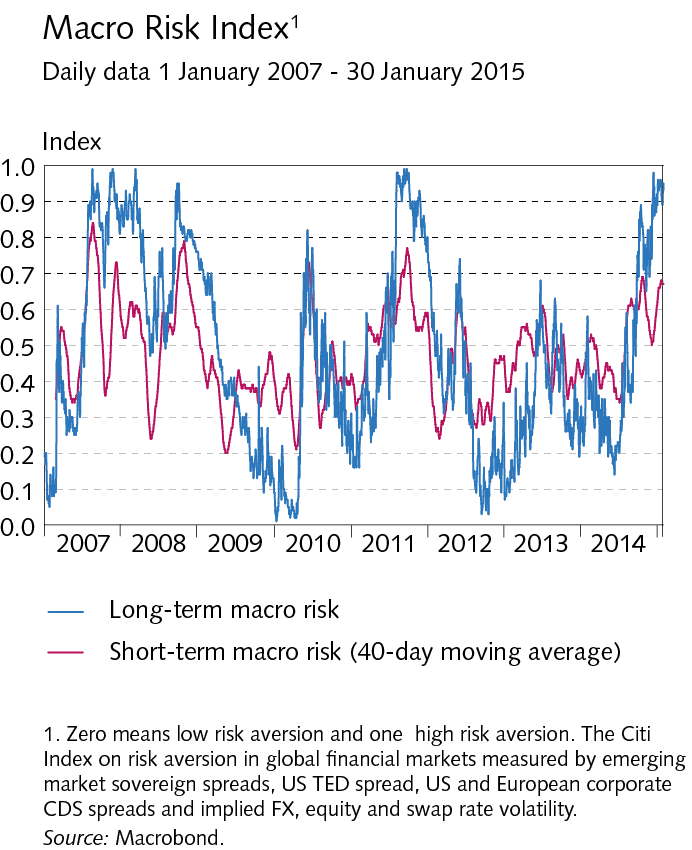 Macro Risk Index¹
Daily data 1 January 2007 - 30 January 2015
Index
1.0
0.9
0.8
0.7
0.6
0.5
0.4
0.3
0.2
0.1
0.0
2007 2008 2009 2010 2011 2012 2013 2014
Long-term macro risk
Short-term macro risk (40-day moving average)
1. Zero means low risk aversion and one high risk aversion. The Citi
Index on risk aversion in global financial markets measured by emerging
market sovereign spreads, US TED spread, US and European corporate
CDS spreads and implied FX, equity and swap rate volatility.
Source: Macrobond.